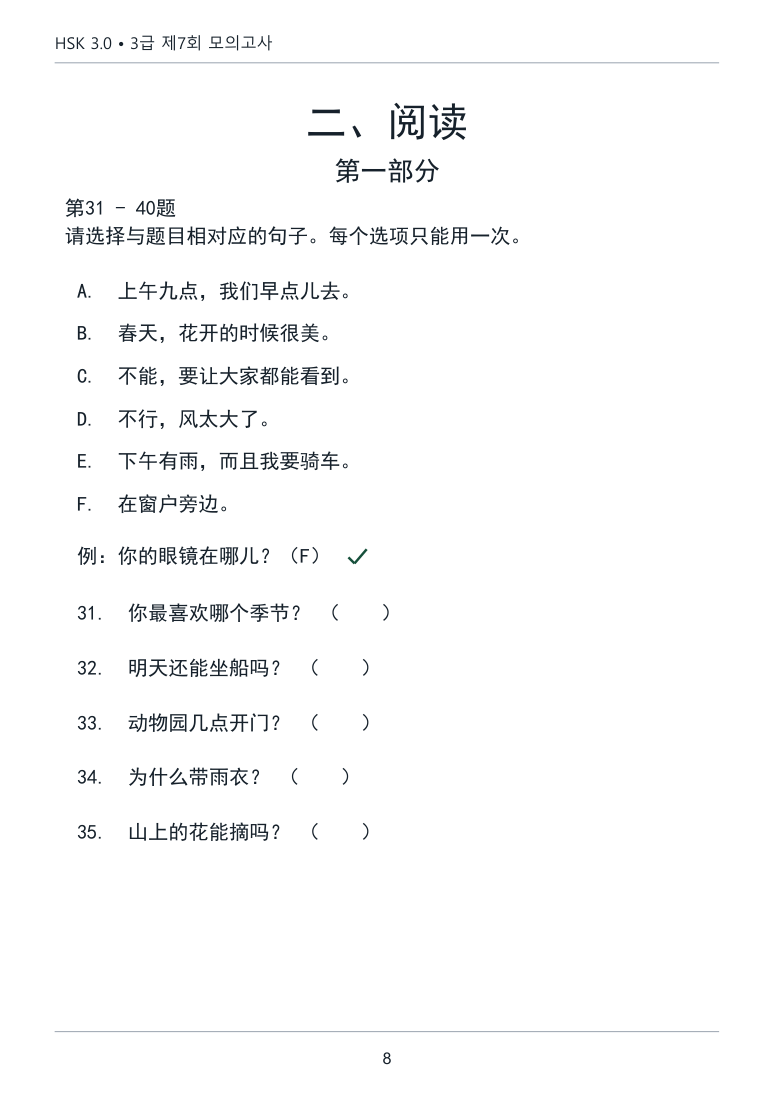 HSK 3.0 • 3급 제7회 모의고사
二、阅读
第一部分
第31 - 40题
请选择与题目相对应的句子。每个选项只能用一次。
A. 上午九点，我们早点儿去。
B. 春天，花开的时候很美。
C. 不能，要让大家都能看到。
D. 不行，风太大了。
E. 下午有雨，而且我要骑车。
F. 在窗户旁边。
例：你的眼镜在哪儿？（F） ✓
31. 你最喜欢哪个季节？ （ ）
32. 明天还能坐船吗？ （ ）
33. 动物园几点开门？ （ ）
34. 为什么带雨衣？ （ ）
35. 山上的花能摘吗？ （ ）
8